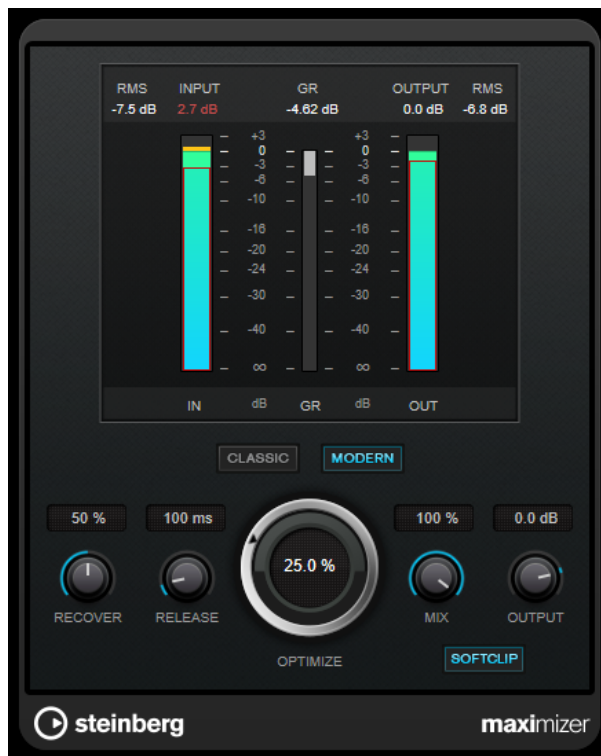 RMS INPUT GR OUTPUT RMS
-7.5 dB 2.7 dB -4.62 dB 0.0 dB -6.8 dB
+3 +3
0 0
-3 -3
-6 -6
-10 -10
-16 -16
-20 -20
-24 -24
-30 -30
-40 -40
∞ ∞
IN dB GR dB OUT
CLASSIC MODERN
50 % 100 ms 100 % 0.0 dB
25.0 %
RECOVER RELEASE MIX OUTPUT
OPTIMIZE SOFTCLIP
steinberg maximizer